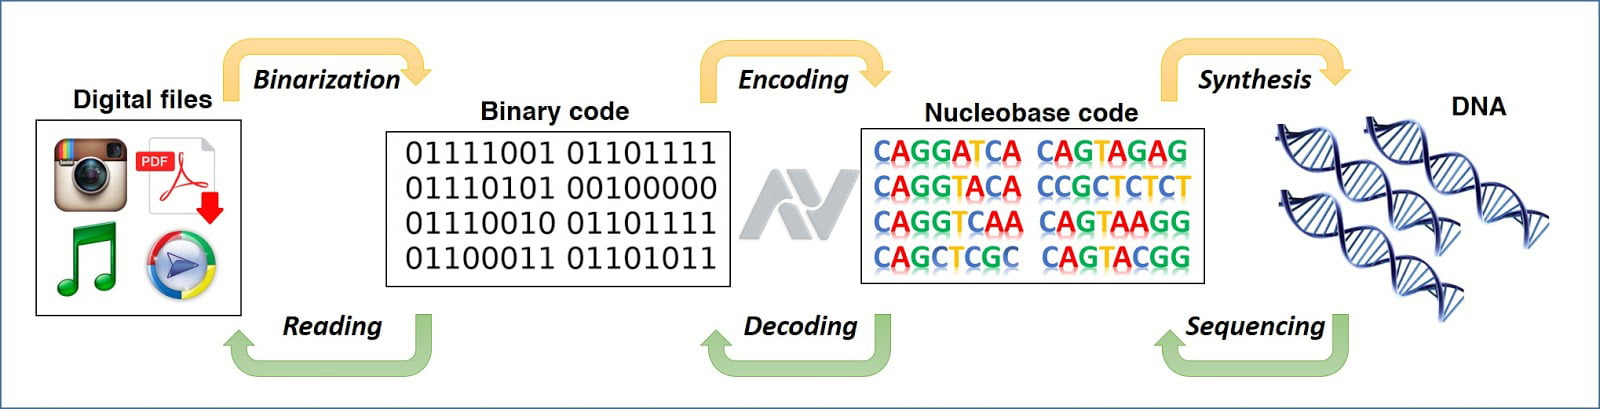 Binarization
Encoding
Synthesis
Digital files
Binary code
Nucleobase code
DNA
PDF
01111001 01101111
01110101 00100000
01110010 01101111
01100011 01101011
CAGGATCA CAGTAGAG
CAGGTACA CCGCTCTCT
CAGGTCAA CAGTAAGG
CAGCTCGC CAGTACGG
Reading
Decoding
Sequencing